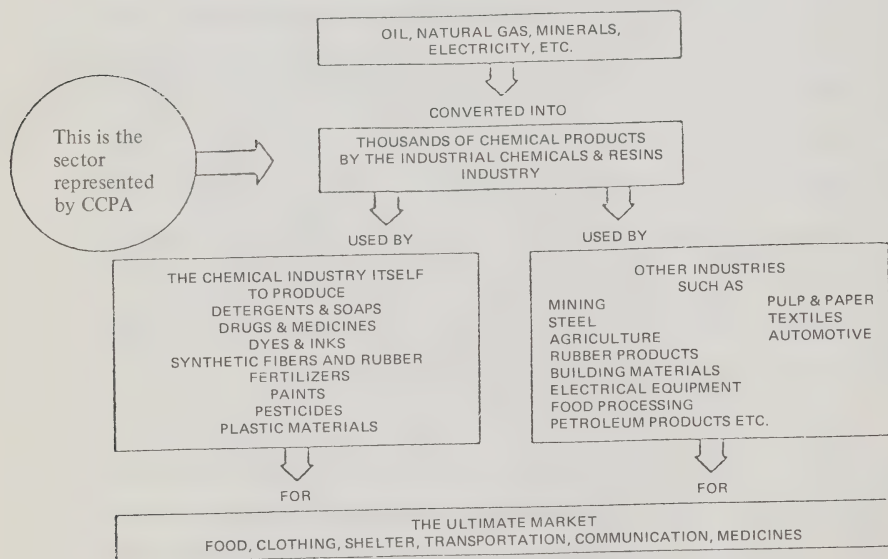 OIL, NATURAL GAS, MINERALS,
ELECTRICITY, ETC.
CONVERTED INTO
This is the
sector
represented
by CCPA
THOUSANDS OF CHEMICAL PRODUCTS
BY THE INDUSTRIAL CHEMICALS & RESINS
INDUSTRY
USED BY
USED BY
THE CHEMICAL INDUSTRY ITSELF
TO PRODUCE
DETERGENTS & SOAPS
DRUGS & MEDICINES
DYES & INKS
SYNTHETIC FIBERS AND RUBBER
FERTILIZERS
PAINTS
PESTICIDES
PLASTIC MATERIALS
OTHER INDUSTRIES
SUCH AS
MINING
STEEL
AGRICULTURE
RUBBER PRODUCTS
BUILDING MATERIALS
ELECTRICAL EQUIPMENT
FOOD PROCESSING
PETROLEUM PRODUCTS ETC.
PULP & PAPER
TEXTILES
AUTOMOTIVE
FOR
FOR
THE ULTIMATE MARKET
FOOD, CLOTHING, SHELTER, TRANSPORTATION, COMMUNICATION, MEDICINES